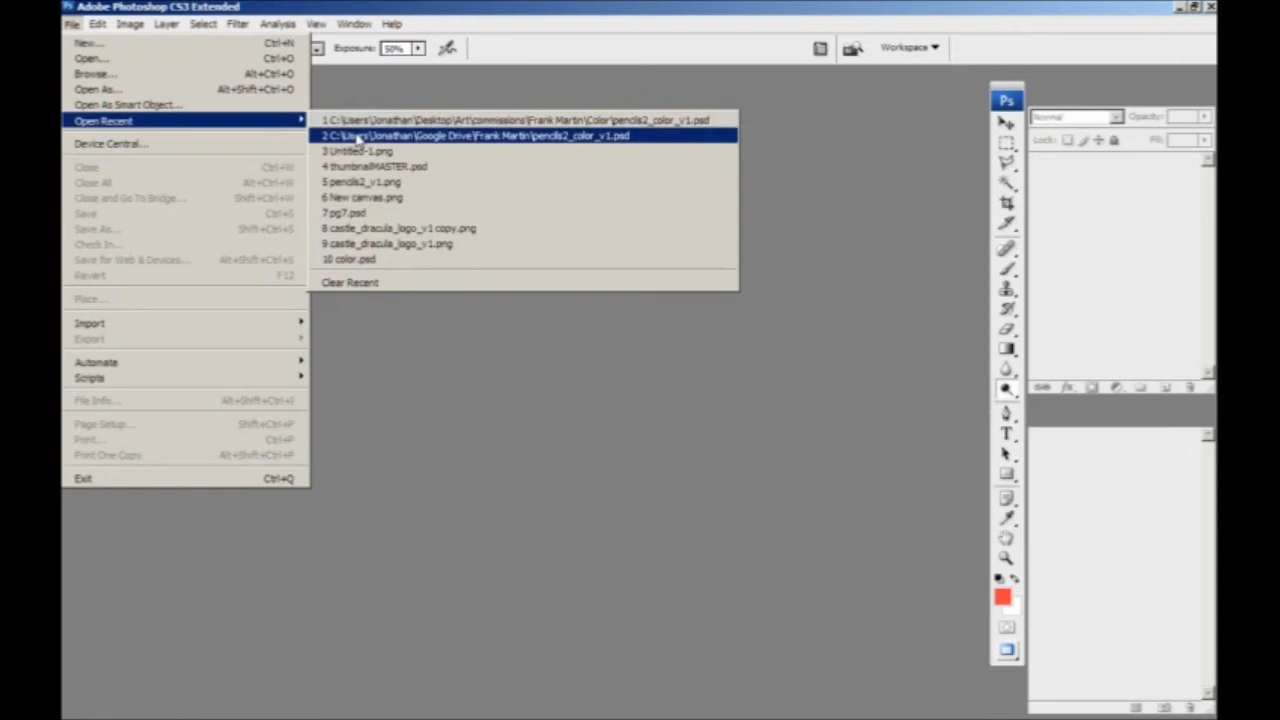 Adobe Photoshop CS3 Extended
File Edit Image Layer Select Filter Analysis View Window Help
Exposure: 50%
Workspace
New... Ctrl+N
Open... Ctrl+O
Browse... Alt+Ctrl+O
Open As... Alt+Shift+Ctrl+O
Open As Smart Object...
Open Recent
Device Central...
Close Ctrl+W
Close All Alt+Ctrl+W
Close and Go To Bridge... Shift+Ctrl+W
Save Ctrl+S
Save As... Shift+Ctrl+S
Check In...
Save for Web & Devices... Alt+Shift+Ctrl+S
Revert F12
Place...
Import
Export
Automate
Scripts
File Info... Alt+Shift+Ctrl+I
Page Setup... Shift+Ctrl+P
Print... Ctrl+P
Print One Copy Alt+Shift+Ctrl+P
Exit Ctrl+Q
1 C:\Users\Jonathan\Desktop\Art\commissions\Frank Martin\Color\pencils2_color_v1.psd
2 C:\Users\Jonathan\Google Drive\Frank Martin\pencils2_color_v1.psd
3 Untitled-1.png
4 thumbnailMASTER.psd
5 pencils2_v1.png
6 New canvas.png
7 pg7.psd
8 castle_dracula_logo_v1 copy.png
9 castle_dracula_logo_v1.png
10 color.psd
Clear Recent
Ps
Normal Opacity:
Lock: Fill:
T